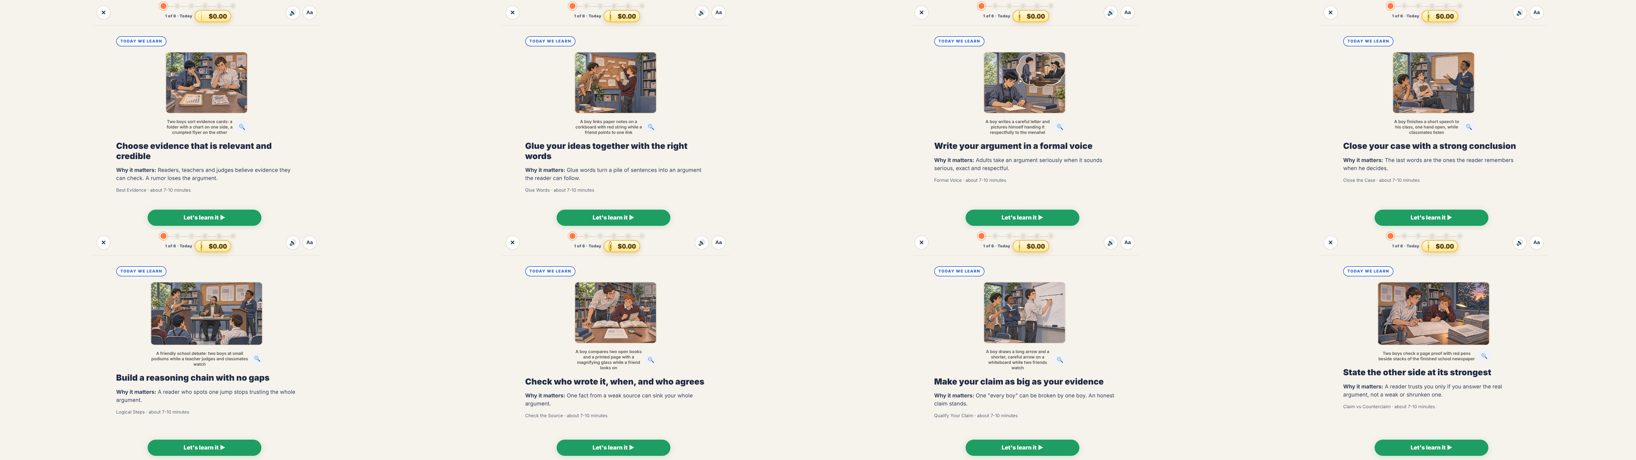 ✕
1 of 6 · Today
$0.00
Aa
TODAY WE LEARN
Two boys sort evidence cards: a
folder with a chart on one side, a
crumpled flyer on the other
Choose evidence that is relevant and
credible
Why it matters: Readers, teachers and judges believe evidence they
can check. A rumor loses the argument.
Best Evidence · about 7–10 minutes
Let's learn it ▶
✕
1 of 6 · Today
$0.00
Aa
TODAY WE LEARN
A boy links paper notes on a
corkboard with red string while a
friend points to one link
Glue your ideas together with the right
words
Why it matters: Glue words turn a pile of sentences into an argument
the reader can follow.
Glue Words · about 7–10 minutes
Let's learn it ▶
✕
1 of 6 · Today
$0.00
Aa
TODAY WE LEARN
A boy writes a careful letter and
pictures himself handing it
respectfully to the menahel
Write your argument in a formal voice
Why it matters: Adults take an argument seriously when it sounds
serious, exact and respectful.
Formal Voice · about 7–10 minutes
Let's learn it ▶
✕
1 of 6 · Today
$0.00
Aa
TODAY WE LEARN
A boy finishes a short speech to
his class, one hand open, while
classmates listen
Close your case with a strong conclusion
Why it matters: The last words are the ones the reader remembers
when he decides.
Close the Case · about 7–10 minutes
Let's learn it ▶
✕
1 of 6 · Today
$0.00
Aa
TODAY WE LEARN
A friendly school debate: two boys at small
podiums while a teacher judges and classmates
watch
Build a reasoning chain with no gaps
Why it matters: A reader who spots one jump stops trusting the whole
argument.
Logical Steps · about 7–10 minutes
Let's learn it ▶
✕
1 of 6 · Today
$0.00
Aa
TODAY WE LEARN
A boy compares two open books
and a printed page with a
magnifying glass while a friend
looks on
Check who wrote it, when, and who agrees
Why it matters: One fact from a weak source can sink your whole
argument.
Check the Source · about 7–10 minutes
Let's learn it ▶
✕
1 of 6 · Today
$0.00
Aa
TODAY WE LEARN
A boy draws a long arrow and a
shorter, careful arrow on a
whiteboard while two friends
watch
Make your claim as big as your evidence
Why it matters: One "every boy" can be broken by one boy. An honest
claim stands.
Qualify Your Claim · about 7–10 minutes
Let's learn it ▶
✕
1 of 6 · Today
$0.00
Aa
TODAY WE LEARN
Two boys check a page proof with red pens
beside stacks of the finished school newspaper
State the other side at its strongest
Why it matters: A reader trusts you only if you answer the real
argument, not a weak or shrunken one.
Claim vs Counterclaim · about 7–10 minutes
Let's learn it ▶